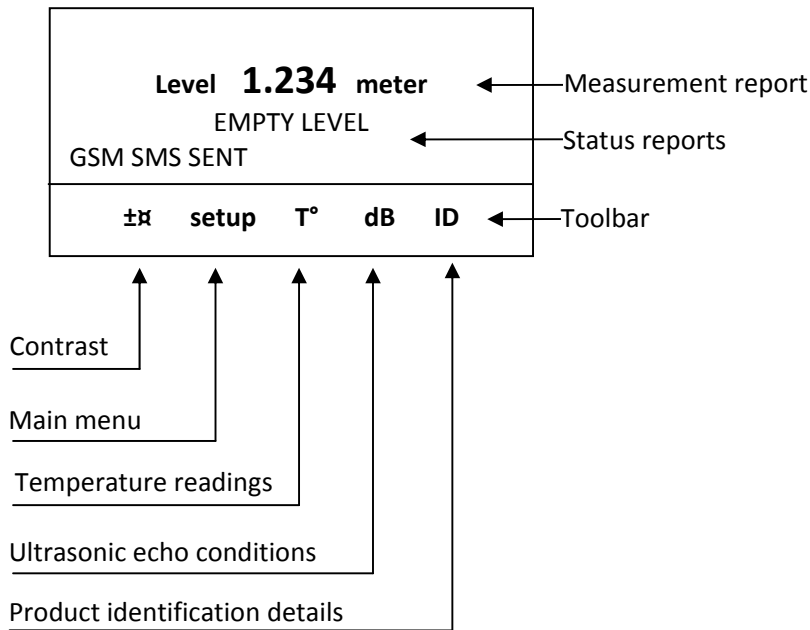 Level 1.234 meter
Measurement report
EMPTY LEVEL
Status reports
GSM SMS SENT
±¤ setup T° dB ID
Toolbar
Contrast
Main menu
Temperature readings
Ultrasonic echo conditions
Product identification details